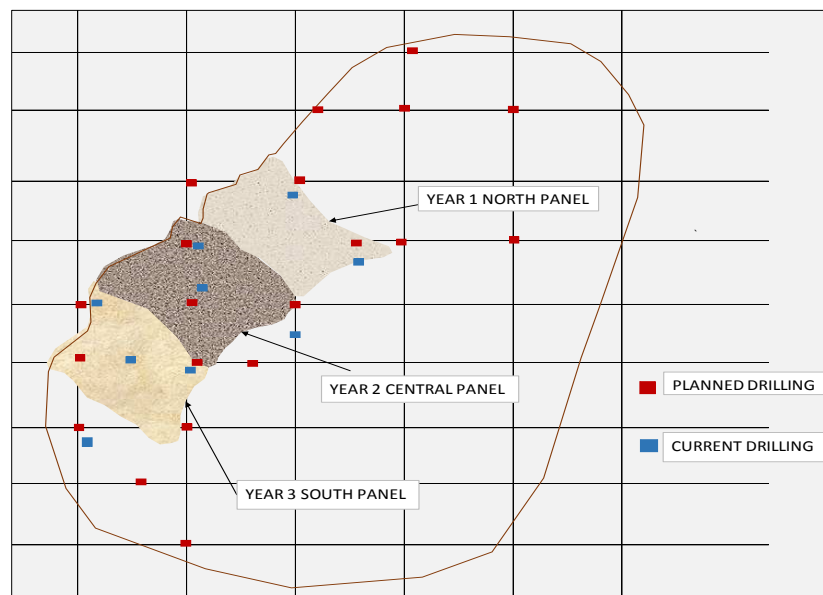 YEAR 1 NORTH PANEL
YEAR 2 CENTRAL PANEL
PLANNED DRILLING
CURRENT DRILLING
YEAR 3 SOUTH PANEL